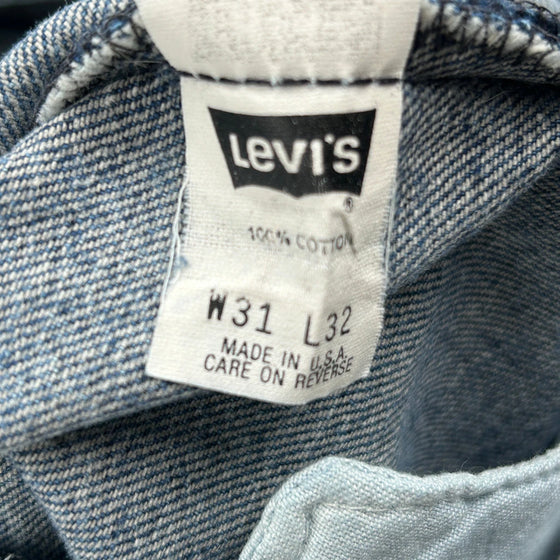 Levi's
®
100% COTTON
W31 L32
MADE IN U.S.A.
CARE ON REVERSE